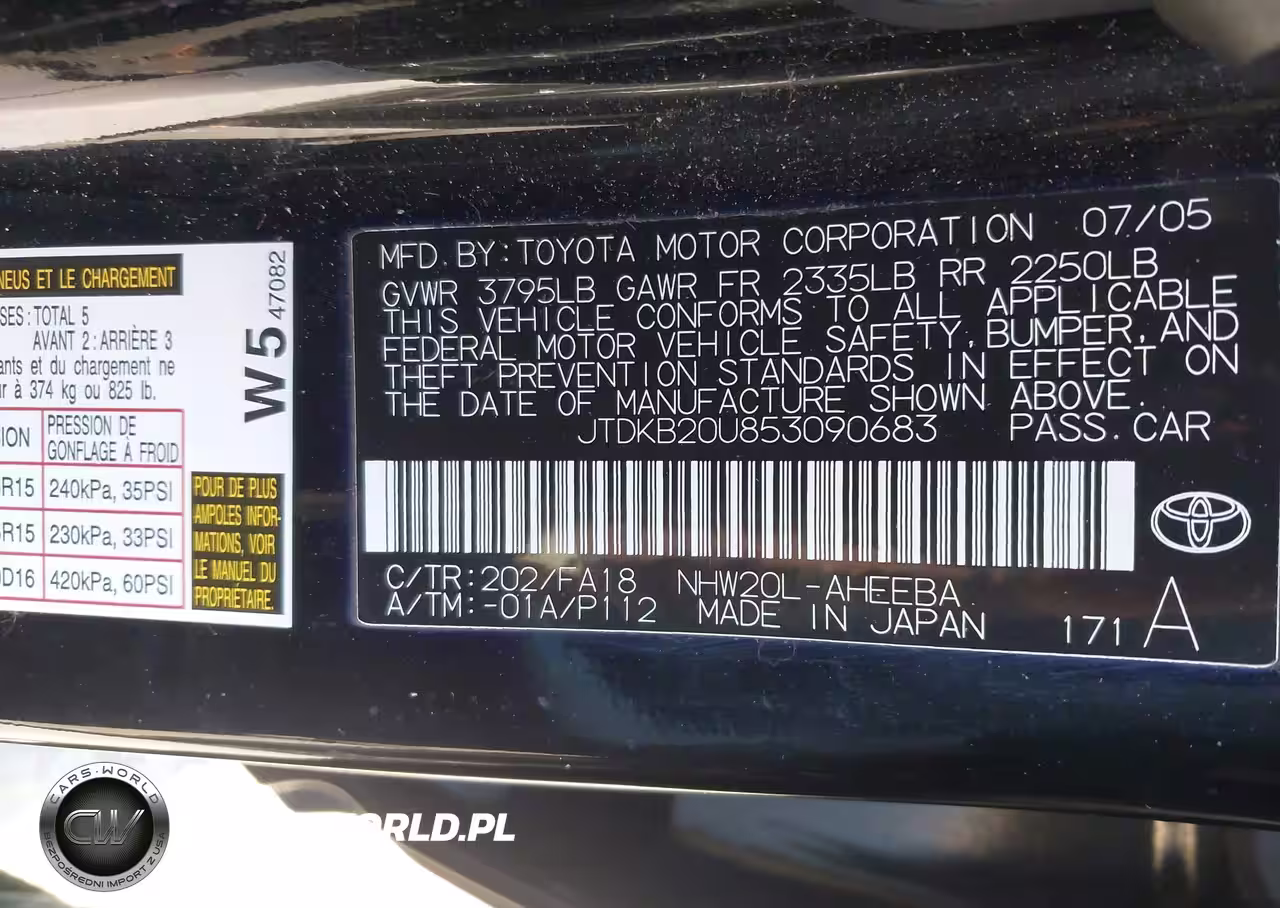 NEUS ET LE CHARGEMENT
SES: TOTAL 5
AVANT 2: ARRIÈRE 3
ants et du chargement ne
r à 374 kg ou 825 lb.
ION PRESSION DE
GONFLAGE À FROID
R15 240kPa, 35PSI
R15 230kPa, 33PSI
D16 420kPa, 60PSI
W5 47082
POUR DE PLUS
AMPLES INFOR-
MATIONS, VOIR
LE MANUEL DU
PROPRIÉTAIRE.
MFD. BY: TOYOTA MOTOR CORPORATION 07/05
GVWR 3795LB GAWR FR 2335LB RR 2250LB
THIS VEHICLE CONFORMS TO ALL APPLICABLE
FEDERAL MOTOR VEHICLE SAFETY, BUMPER, AND
THEFT PREVENTION STANDARDS IN EFFECT ON
THE DATE OF MANUFACTURE SHOWN ABOVE.
JTDKB20U853090683 PASS. CAR
C/TR: 202/FA18 NHW20L-AHEEBA
A/TM: -01A/P112 MADE IN JAPAN 171 A
CARS-WORLD
CW
BEZPOŚREDNI IMPORT Z USA
ORLD.PL